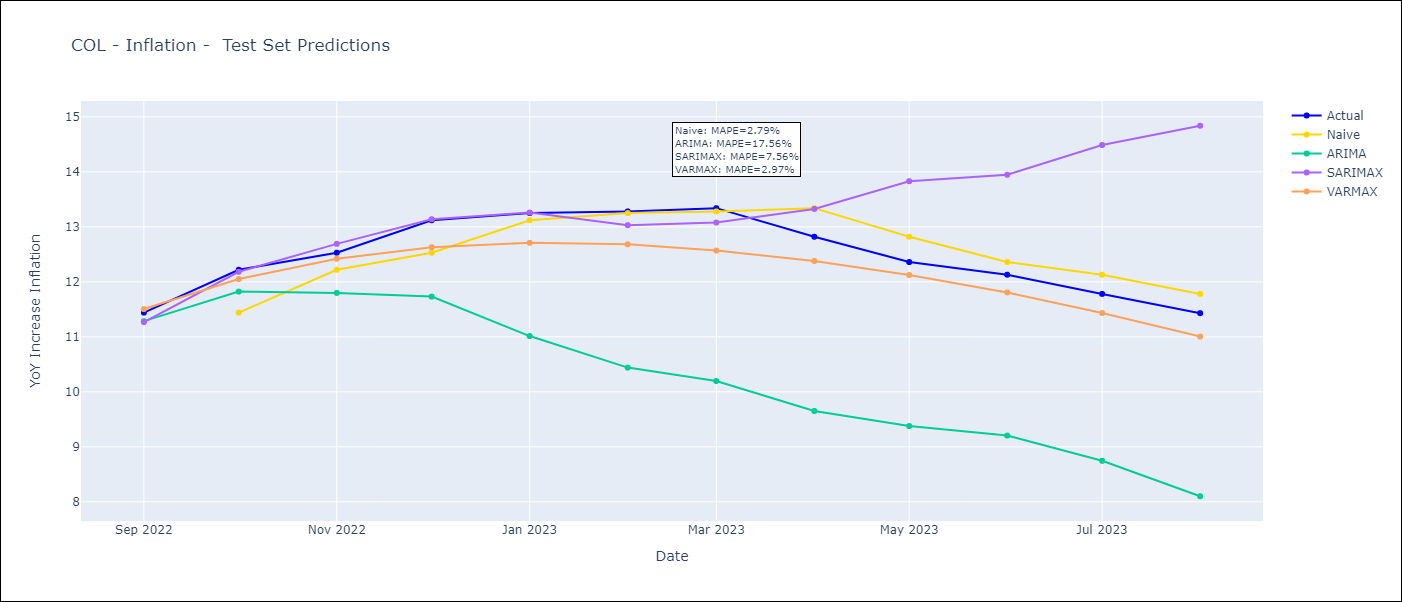 COL - Inflation -  Test Set Predictions
15
14
13
12
11
10
9
8
YoY Increase Inflation
Naive: MAPE=2.79%
ARIMA: MAPE=17.56%
SARIMAX: MAPE=7.56%
VARMAX: MAPE=2.97%
Actual
Naive
ARIMA
SARIMAX
VARMAX
Sep 2022
Nov 2022
Jan 2023
Mar 2023
May 2023
Jul 2023
Date